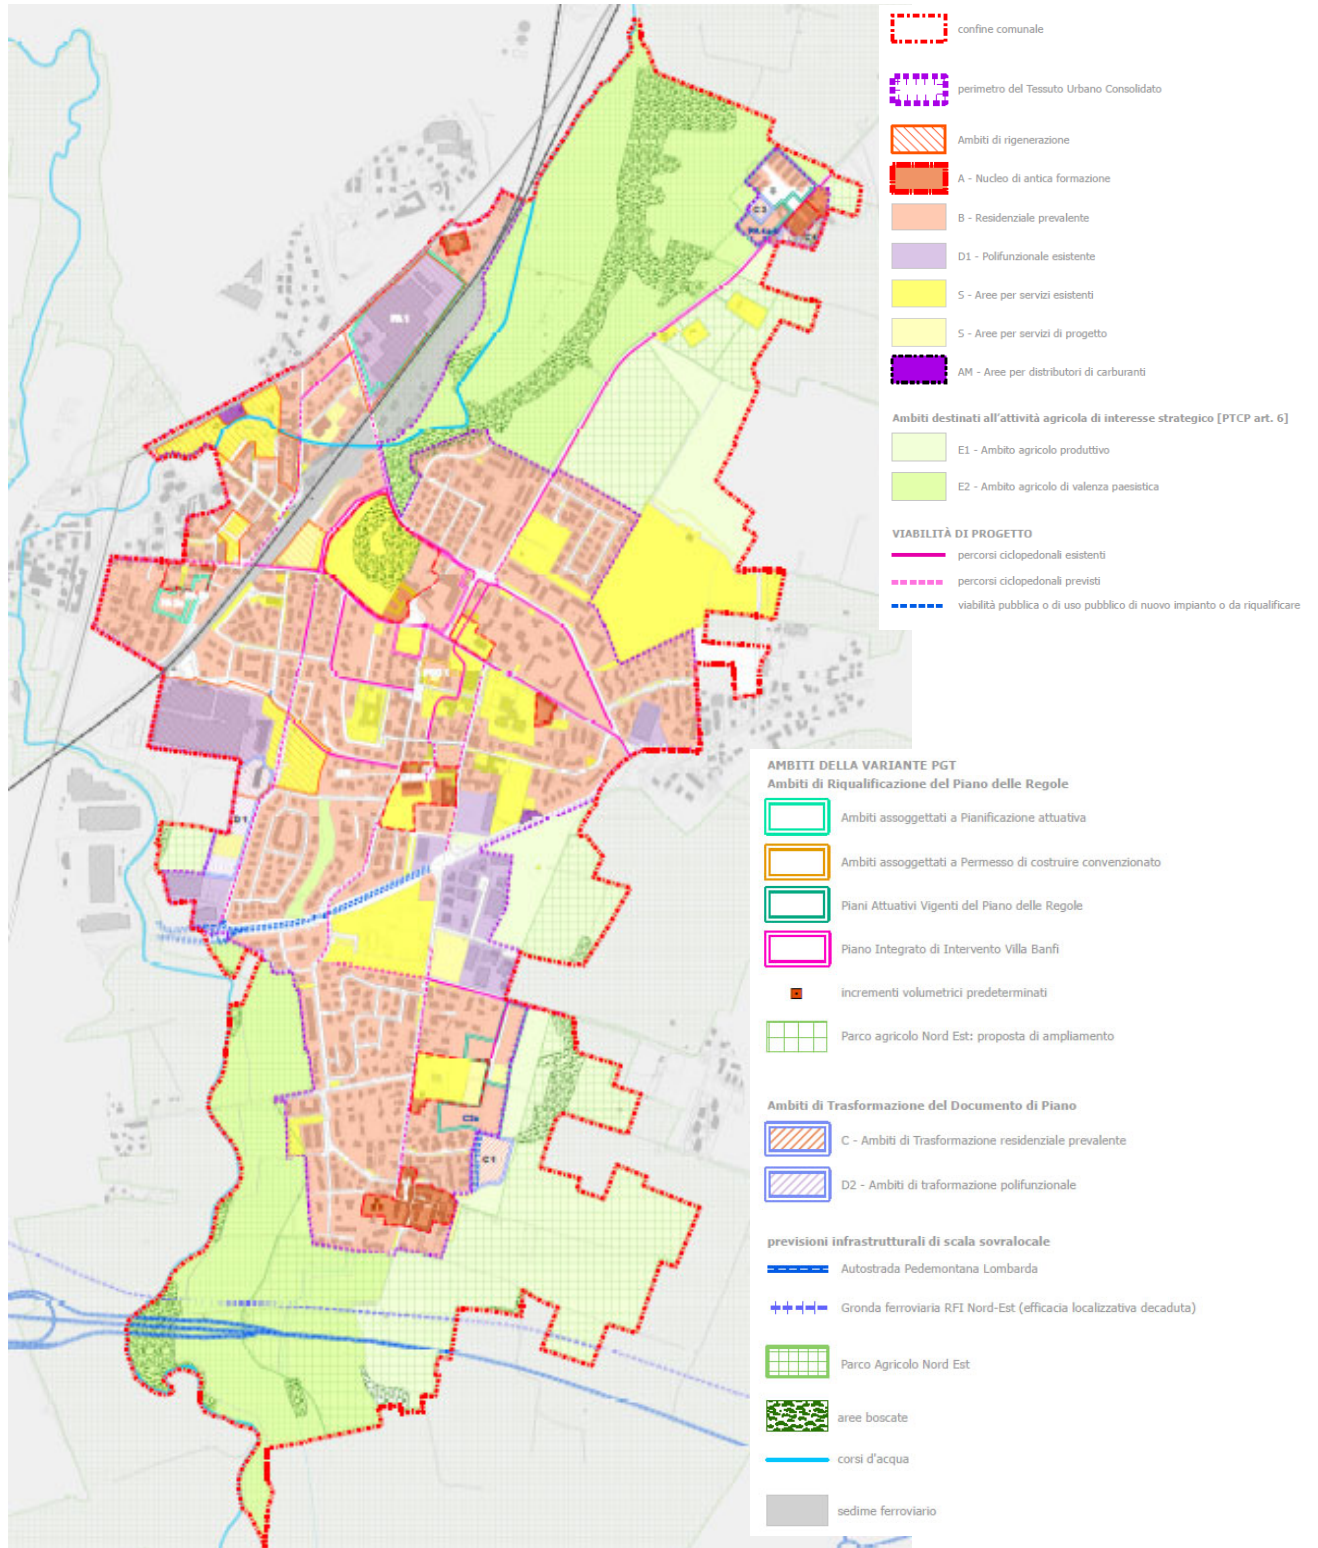 confine comunale
perimetro del Tessuto Urbano Consolidato
Ambiti di rigenerazione
A - Nucleo di antica formazione
B - Residenziale prevalente
D1 - Polifunzionale esistente
S - Aree per servizi esistenti
S - Aree per servizi di progetto
AM - Aree per distributori di carburanti
Ambiti destinati all'attività agricola di interesse strategico [PTCP art. 6]
E1 - Ambito agricolo produttivo
E2 - Ambito agricolo di valenza paesistica
VIABILITÀ DI PROGETTO
percorsi ciclopedonali esistenti
percorsi ciclopedonali previsti
viabilità pubblica o di uso pubblico di nuovo impianto o da riqualificare
AMBITI DELLA VARIANTE PGT
Ambiti di Riqualificazione del Piano delle Regole
Ambiti assoggettati a Pianificazione attuativa
Ambiti assoggettati a Permesso di costruire convenzionato
Piani Attuativi Vigenti del Piano delle Regole
Piano Integrato di Intervento Villa Banfi
incrementi volumetrici predeterminati
Parco agricolo Nord Est: proposta di ampliamento
Ambiti di Trasformazione del Documento di Piano
C - Ambiti di Trasformazione residenziale prevalente
D2 - Ambiti di traformazione polifunzionale
previsioni infrastrutturali di scala sovralocale
Autostrada Pedemontana Lombarda
Gronda ferroviaria RFI Nord-Est (efficacia localizzativa decaduta)
Parco Agricolo Nord Est
aree boscate
corsi d'acqua
sedime ferroviario
C3
D1
C1